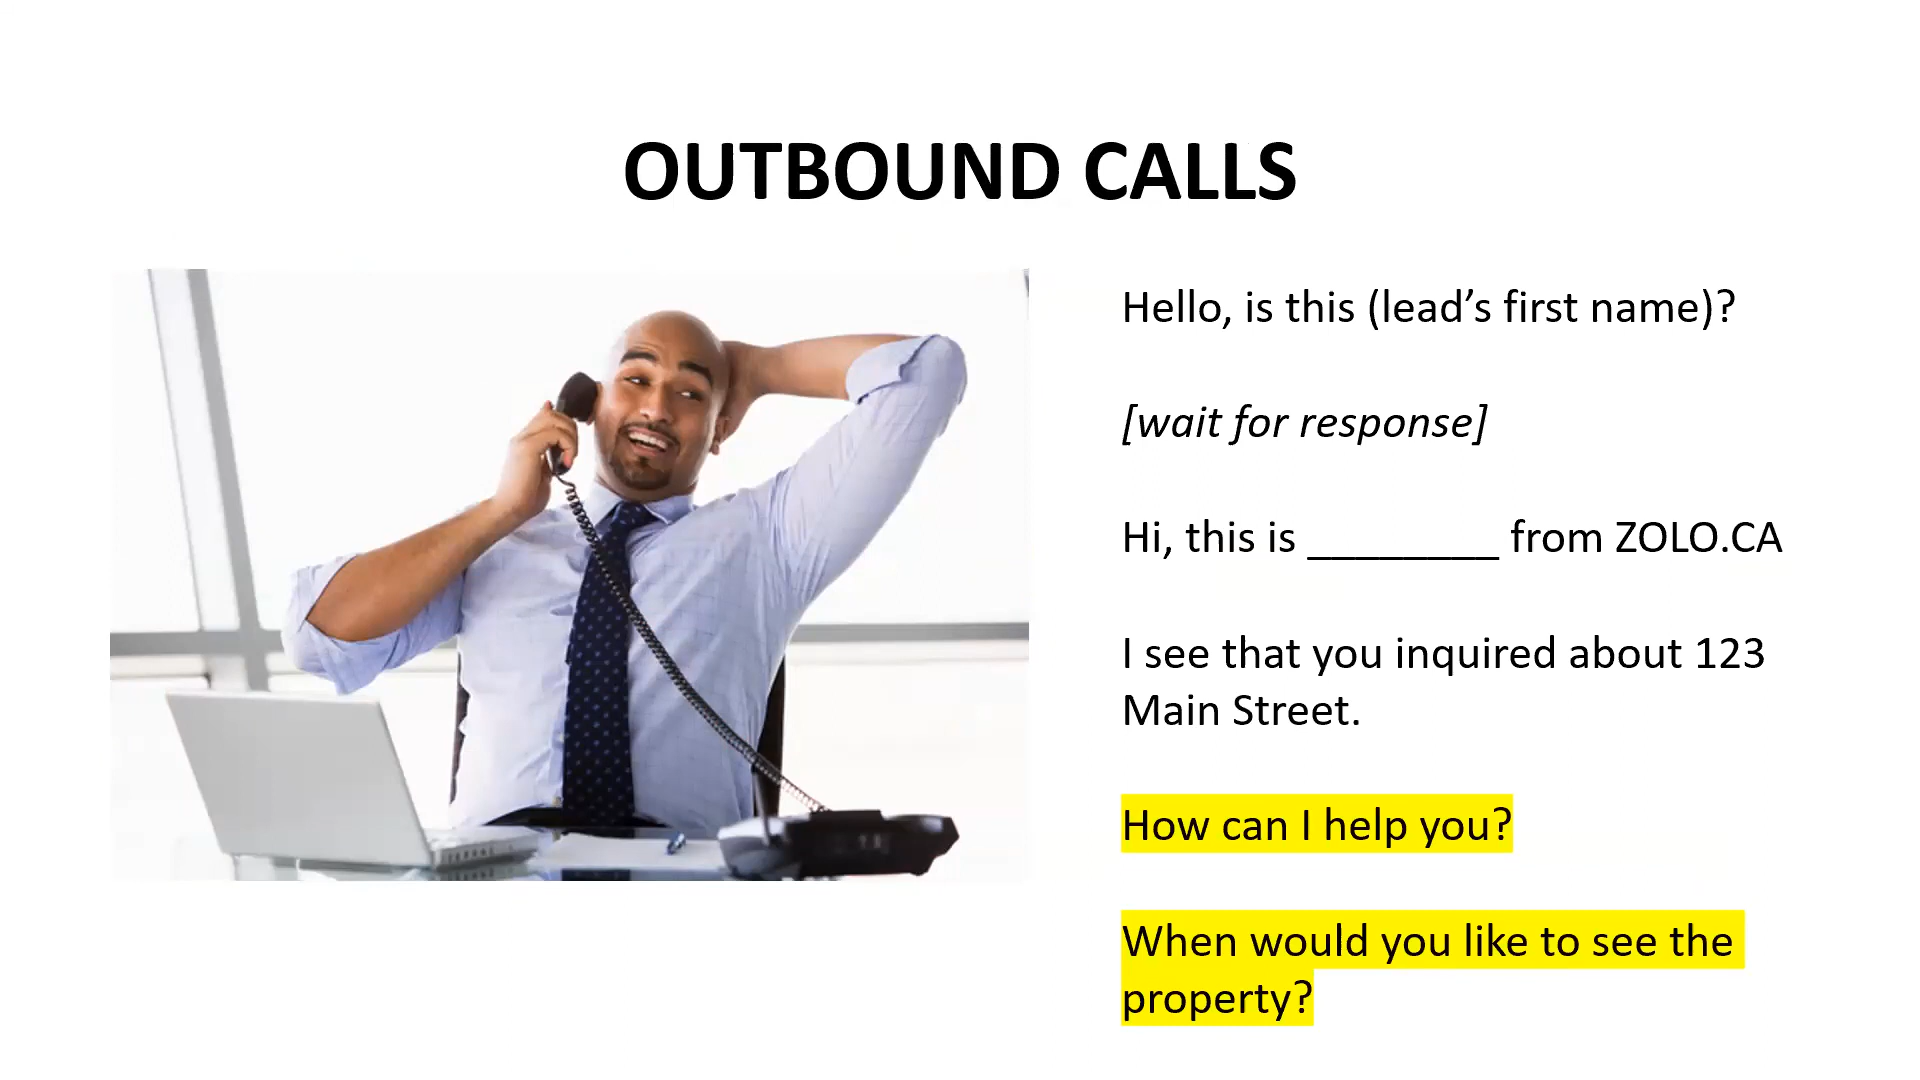 OUTBOUND CALLS
Hello, is this (lead’s first name)?
[wait for response]
Hi, this is ________ from ZOLO.CA
I see that you inquired about 123
Main Street.
How can I help you?
When would you like to see the
property?